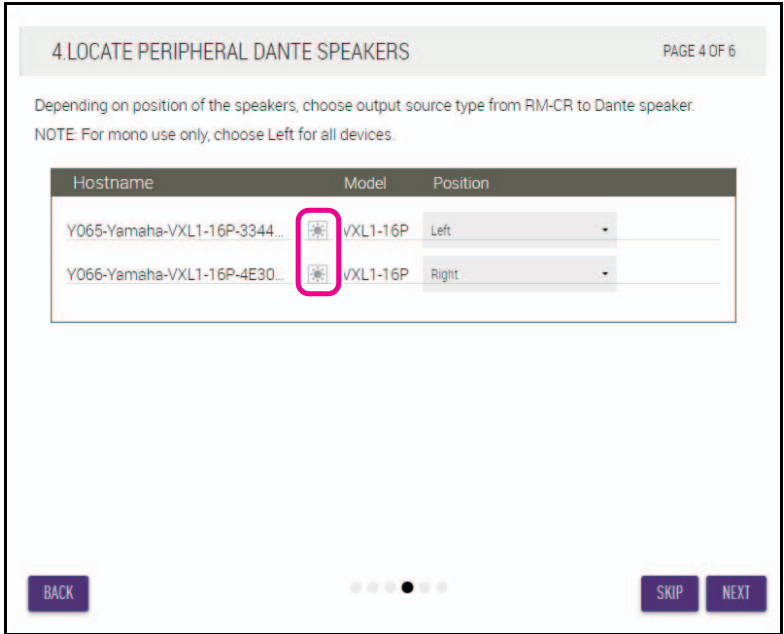 4.LOCATE PERIPHERAL DANTE SPEAKERS PAGE 4 OF 6
Depending on position of the speakers, choose output source type from RM-CR to Dante speaker.
NOTE: For mono use only, choose Left for all devices.
Hostname Model Position
Y065-Yamaha-VXL1-16P-3344... VXL1-16P Left
Y066-Yamaha-VXL1-16P-4E30... VXL1-16P Right
BACK SKIP NEXT